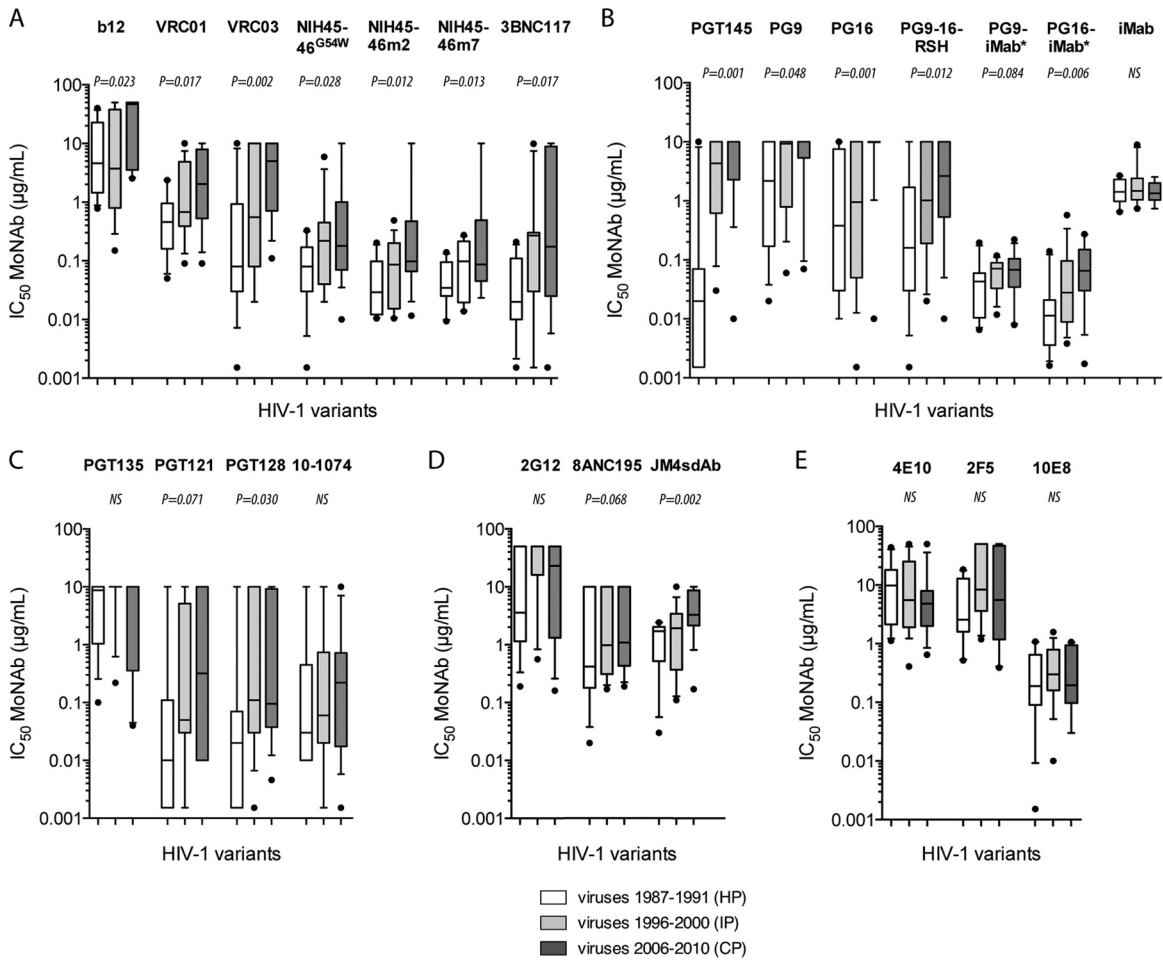 A
b12 VRC01 VRC03 NIH45-46^G54W NIH45-46m2 NIH45-46m7 3BNC117
P=0.023 P=0.017 P=0.002 P=0.028 P=0.012 P=0.013 P=0.017
IC50 MoNAb (µg/mL)
100
10
1
0.1
0.01
0.001
HIV-1 variants
B
PGT145 PG9 PG16 PG9-16-RSH PG9-iMab* PG16-iMab* iMab
P=0.001 P=0.048 P=0.001 P=0.012 P=0.084 P=0.006 NS
IC50 MoNAb (µg/mL)
100
10
1
0.1
0.01
0.001
HIV-1 variants
C
PGT135 PGT121 PGT128 10-1074
NS P=0.071 P=0.030 NS
IC50 MoNAb (µg/mL)
100
10
1
0.1
0.01
0.001
HIV-1 variants
D
2G12 8ANC195 JM4sdAb
NS P=0.068 P=0.002
IC50 MoNAb (µg/mL)
100
10
1
0.1
0.01
0.001
HIV-1 variants
E
4E10 2F5 10E8
NS NS NS
IC50 MoNAb (µg/mL)
100
10
1
0.1
0.01
0.001
HIV-1 variants
viruses 1987-1991 (HP)
viruses 1996-2000 (IP)
viruses 2006-2010 (CP)